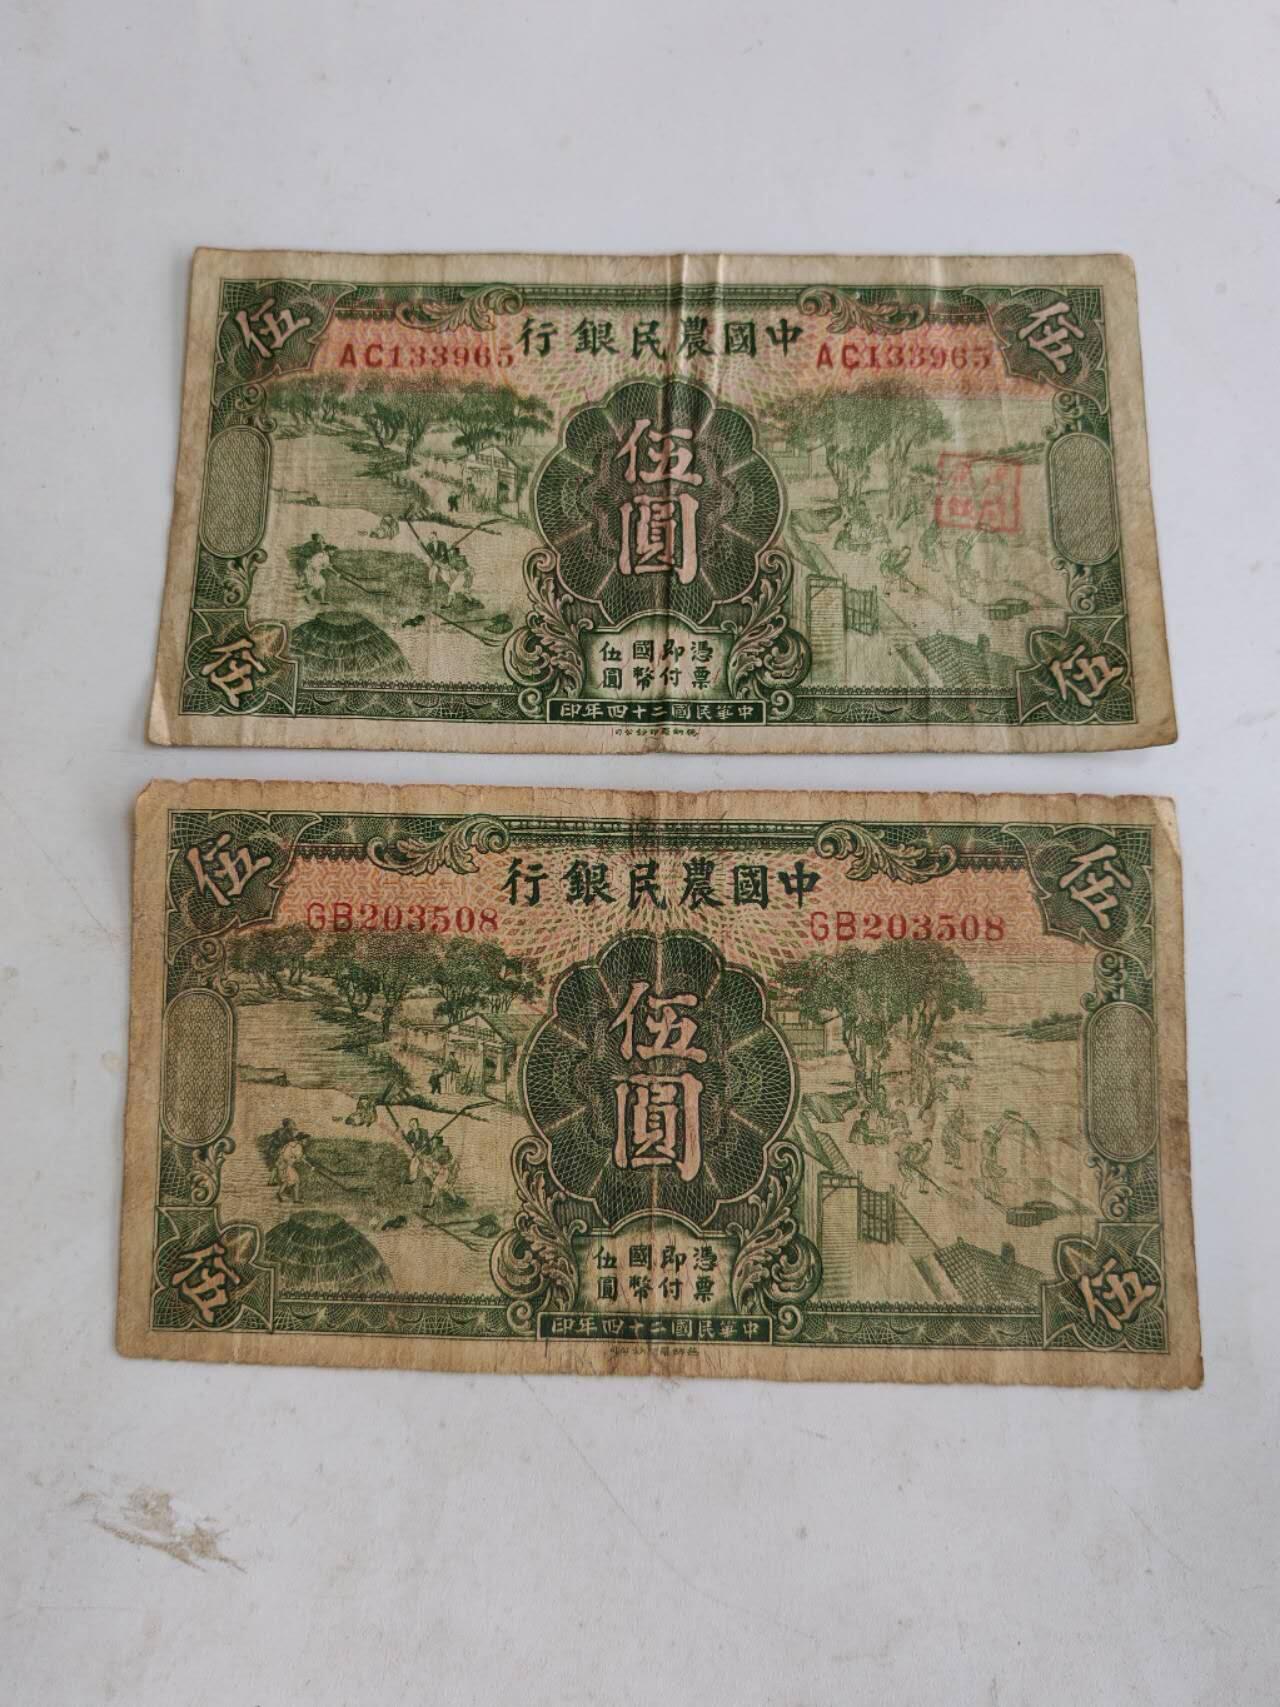 中國農民銀行
AC133965
AC133965
伍
伍
伍圓
憑票
即付
國幣
伍圓
伍
伍
中華民國二十四年印
中國農民銀行
GB203508
GB203508
伍
伍
伍圓
憑票
即付
國幣
伍圓
伍
伍
中華民國二十四年印